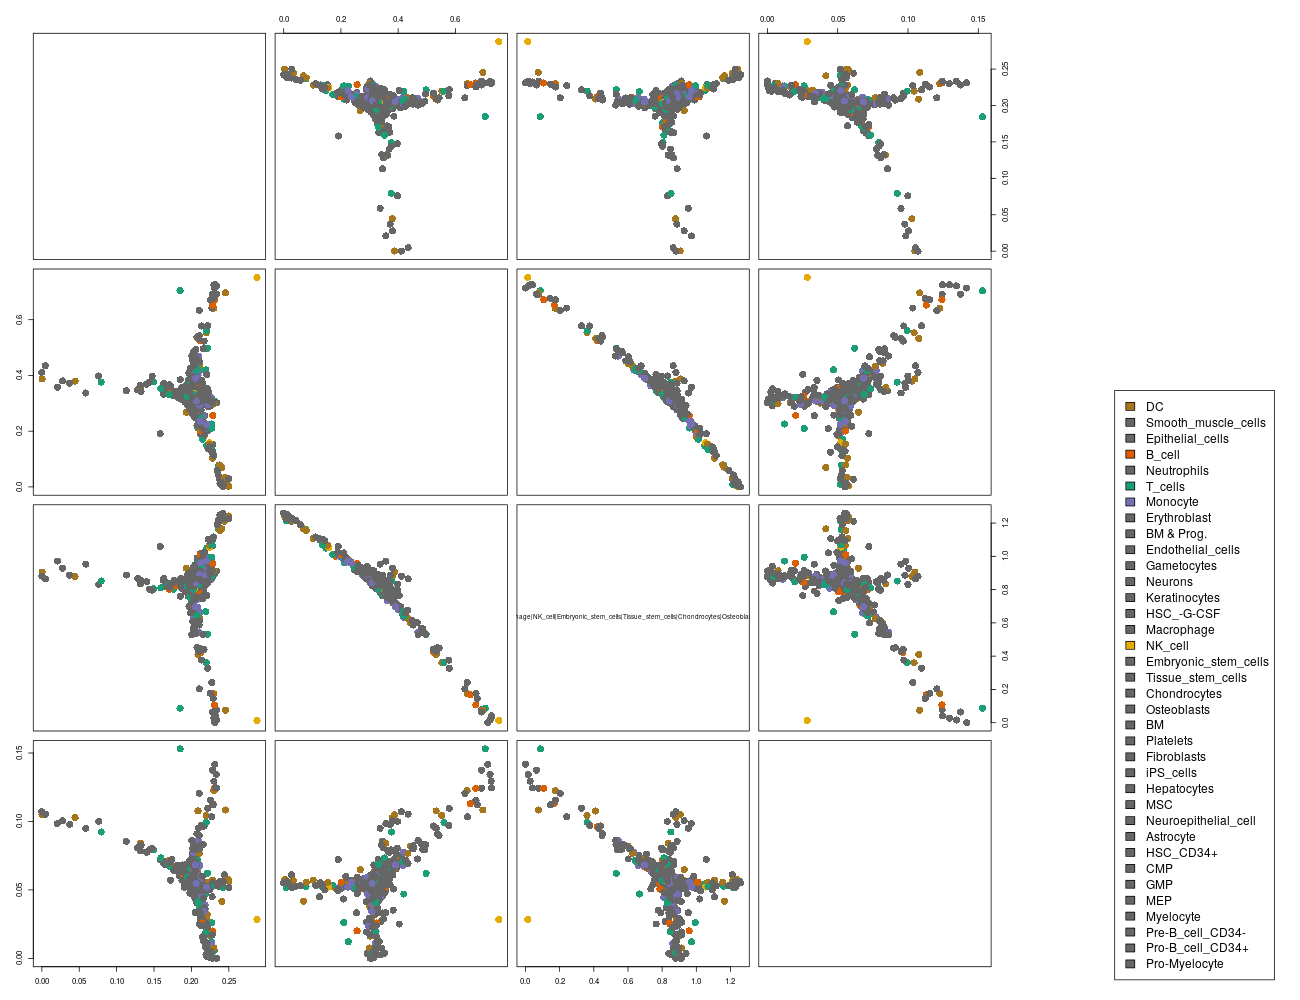 0.0 0.2 0.4 0.6
0.00 0.05 0.10 0.15
0.00 0.05 0.10 0.15 0.20 0.25
0.0 0.2 0.4 0.6
0.0 0.2 0.4 0.6 0.8 1.0 1.2
nage|NK_cell|Embryonic_stem_cells|Tissue_stem_cells|Chondrocytes|Osteobla
0.00 0.05 0.10 0.15
0.00 0.05 0.10 0.15 0.20 0.25
0.0 0.2 0.4 0.6 0.8 1.0 1.2
DC
Smooth_muscle_cells
Epithelial_cells
B_cell
Neutrophils
T_cells
Monocyte
Erythroblast
BM & Prog.
Endothelial_cells
Gametocytes
Neurons
Keratinocytes
HSC_-G-CSF
Macrophage
NK_cell
Embryonic_stem_cells
Tissue_stem_cells
Chondrocytes
Osteoblasts
BM
Platelets
Fibroblasts
iPS_cells
Hepatocytes
MSC
Neuroepithelial_cell
Astrocyte
HSC_CD34+
CMP
GMP
MEP
Myelocyte
Pre-B_cell_CD34-
Pro-B_cell_CD34+
Pro-Myelocyte